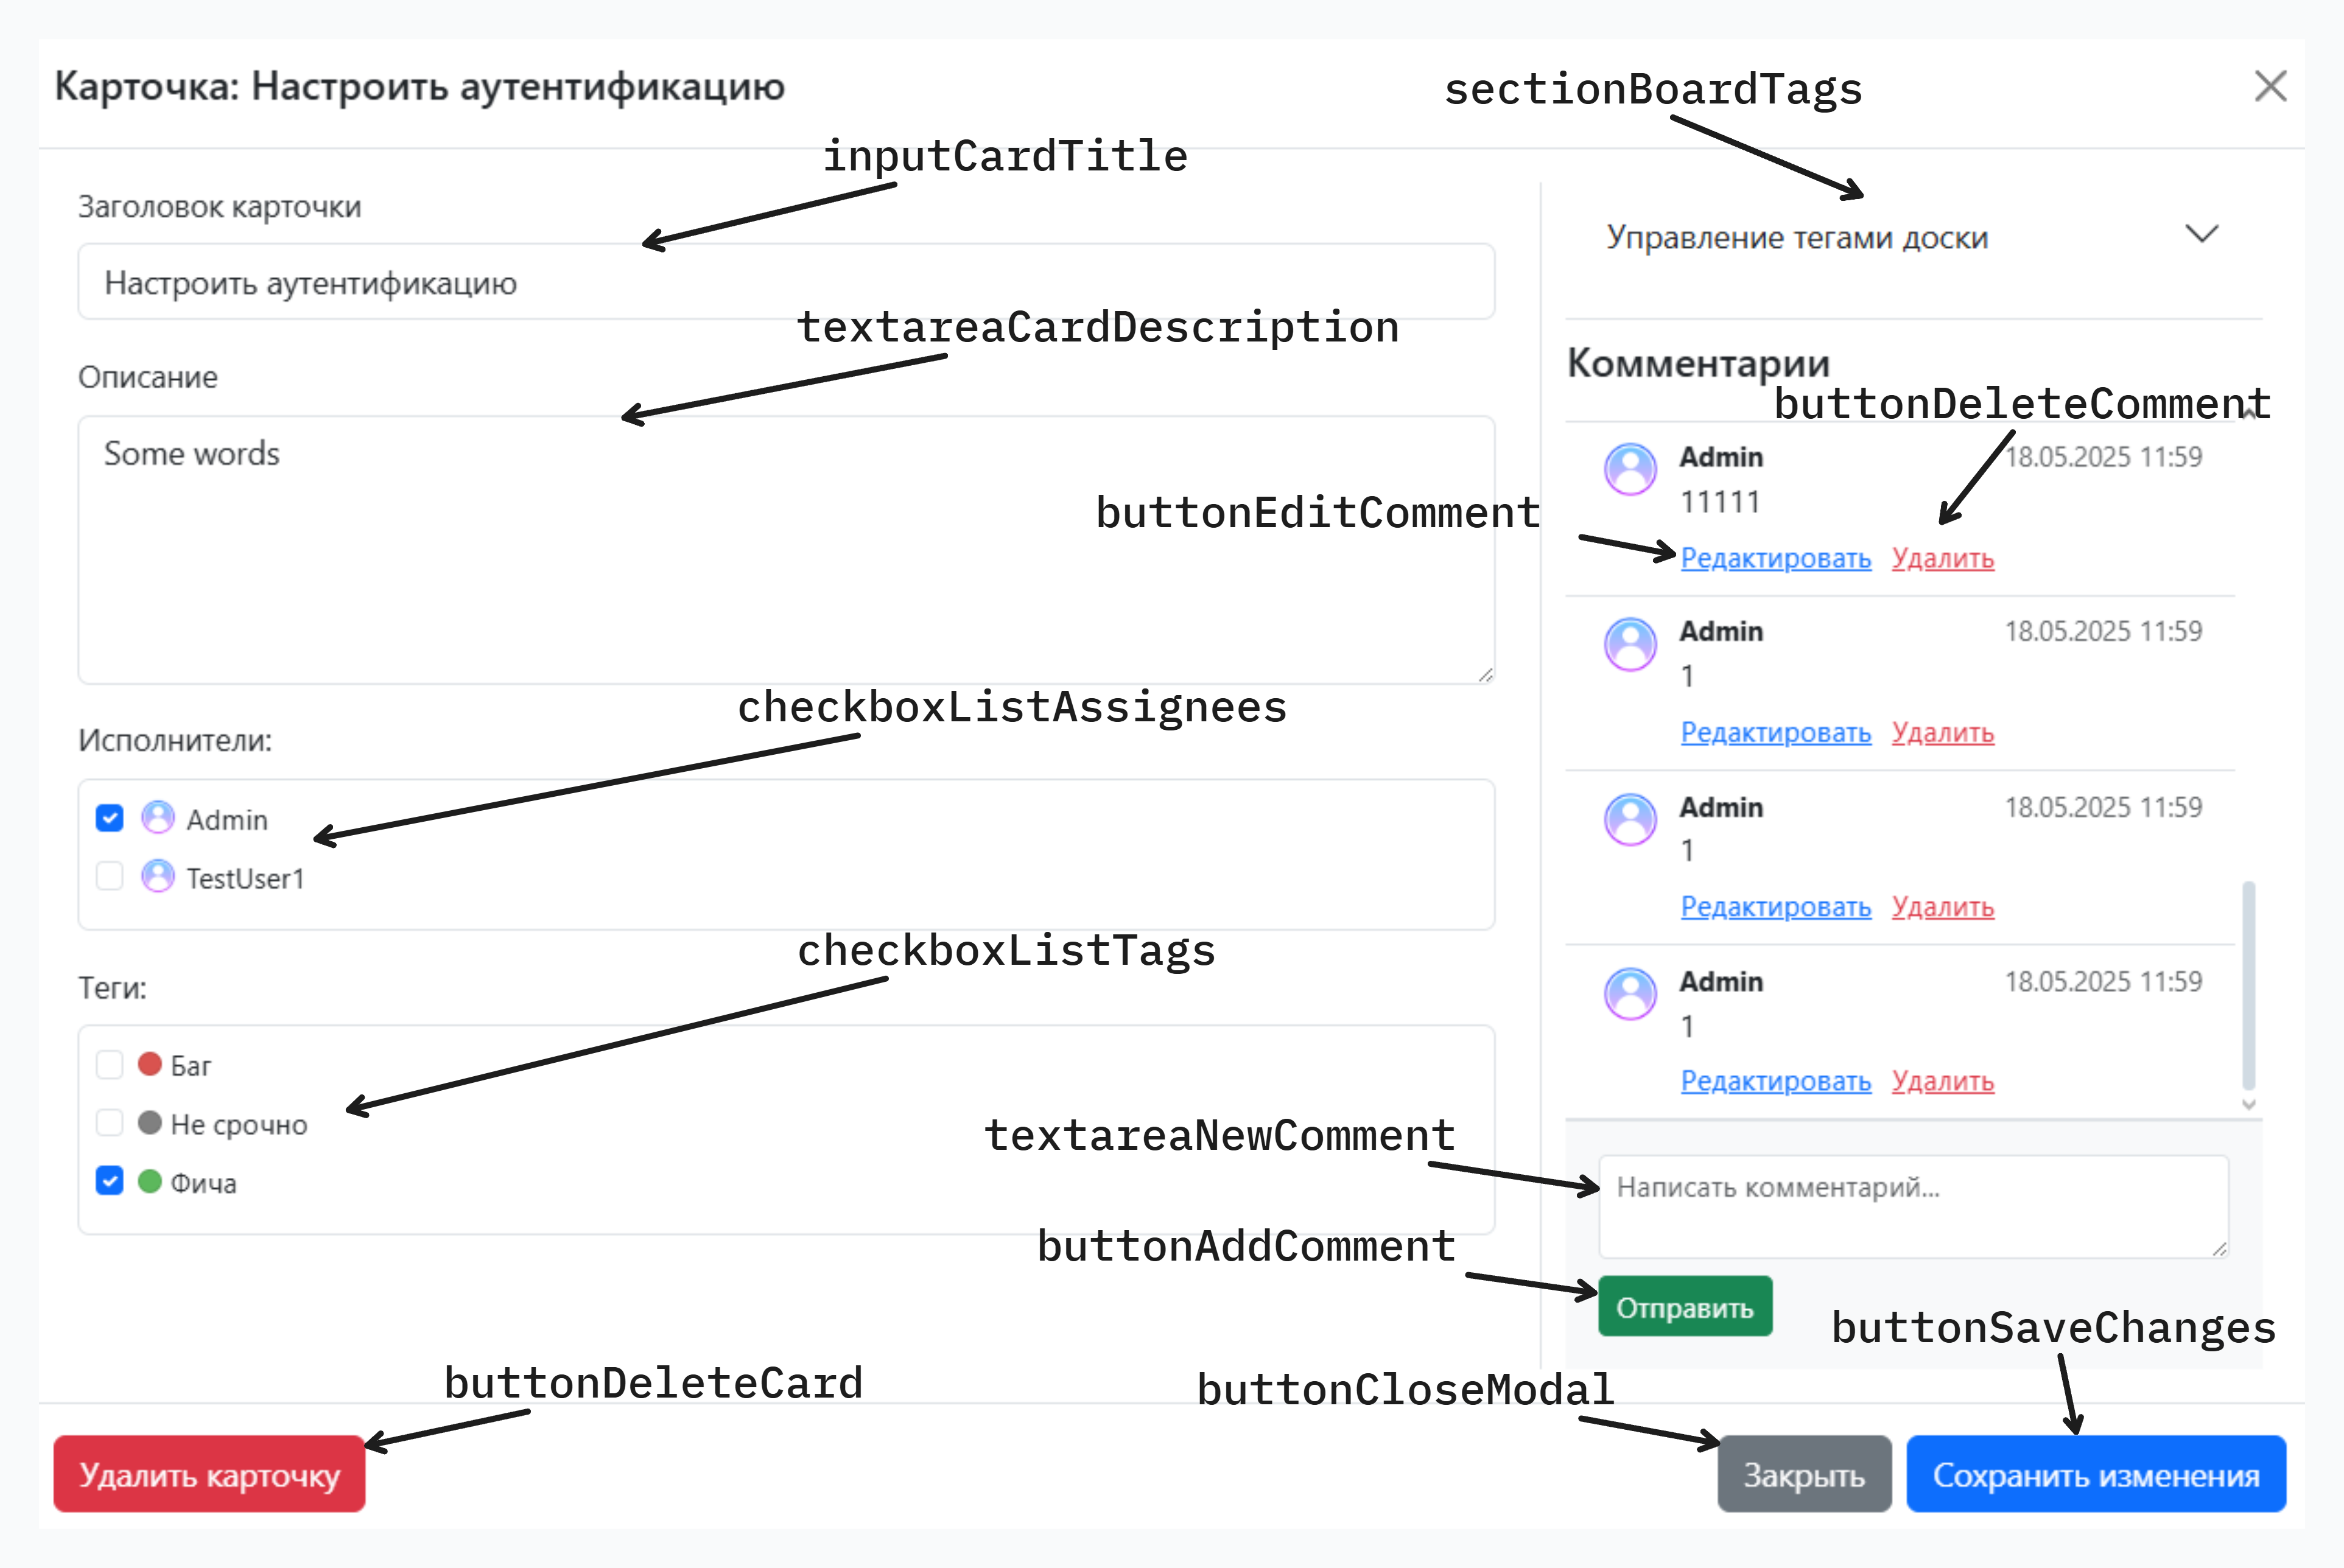 Карточка: Настроить аутентификацию
sectionBoardTags
inputCardTitle
Заголовок карточки
Настроить аутентификацию
textareaCardDescription
Описание
Some words
checkboxListAssignees
Исполнители:
Admin
TestUser1
checkboxListTags
Теги:
Баг
Не срочно
Фича
Управление тегами доски
Комментарии
buttonDeleteComment
Admin 18.05.2025 11:59
11111
buttonEditComment
Редактировать Удалить
Admin 18.05.2025 11:59
1
Редактировать Удалить
Admin 18.05.2025 11:59
1
Редактировать Удалить
Admin 18.05.2025 11:59
1
Редактировать Удалить
textareaNewComment
Написать комментарий...
buttonAddComment
Отправить
buttonSaveChanges
buttonDeleteCard
buttonCloseModal
Удалить карточку
Закрыть
Сохранить изменения